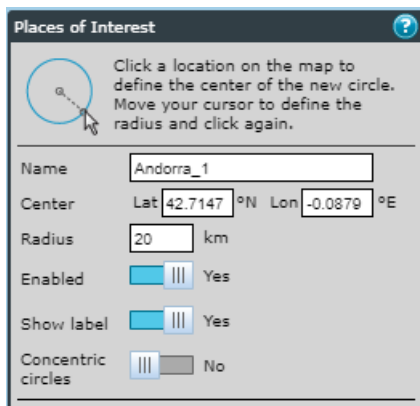 Places of Interest ?
Click a location on the map to
define the center of the new circle.
Move your cursor to define the
radius and click again.
Name Andorra_1
Center Lat 42.7147 ºN Lon -0.0879 ºE
Radius 20 km
Enabled Yes
Show label Yes
Concentric
circles No